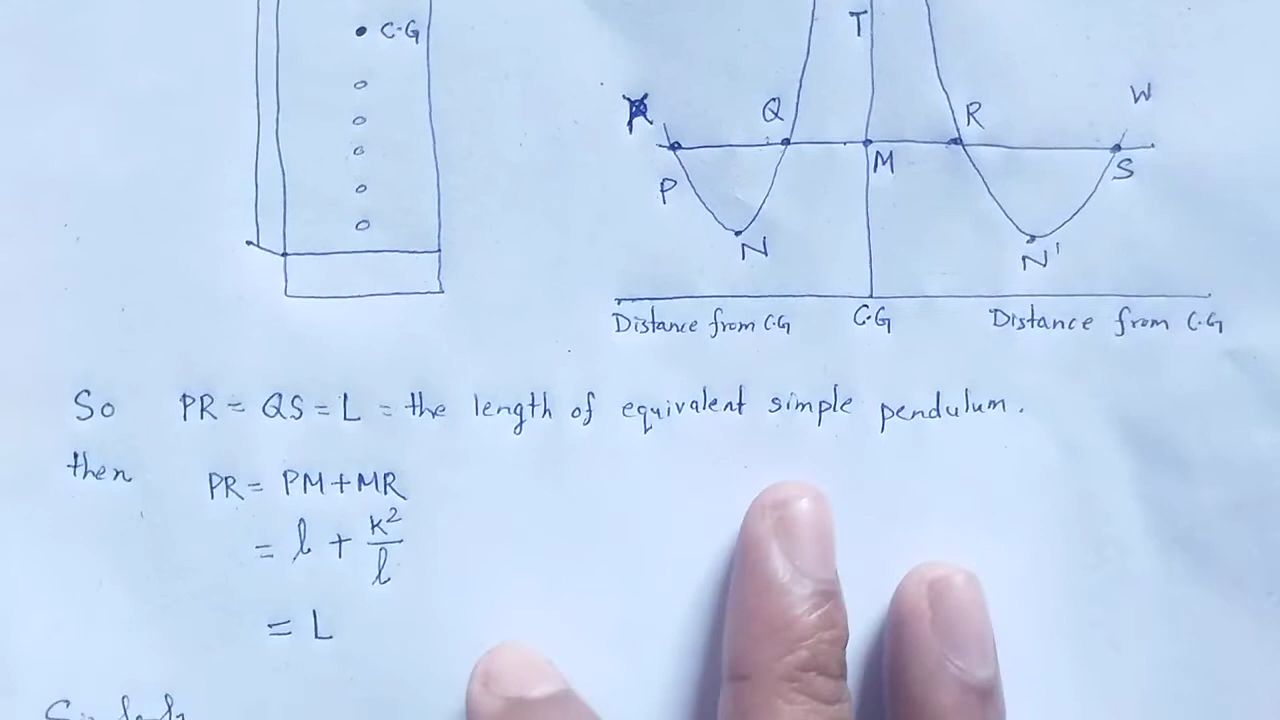 • C·G
T
Q
R
W
M
P
S
N
N'
Distance from C.G
C.G
Distance from C.G
So PR = QS = L = the length of equivalent simple pendulum.
then PR = PM+MR
= l + K²/l
= L